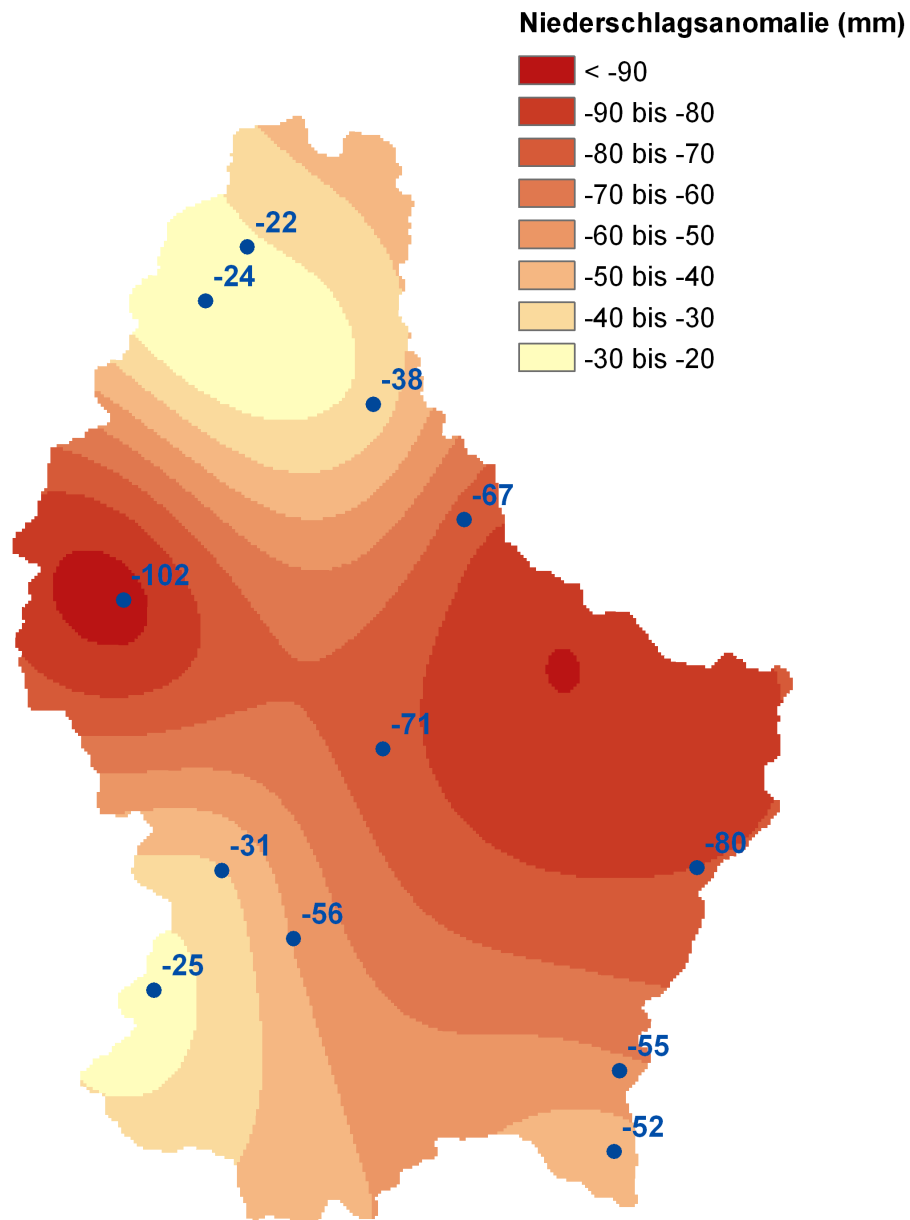 Niederschlagsanomalie (mm)
< -90
-90 bis -80
-80 bis -70
-70 bis -60
-60 bis -50
-50 bis -40
-40 bis -30
-30 bis -20
-22
-24
-38
-67
-102
-71
-31
-80
-56
-25
-55
-52